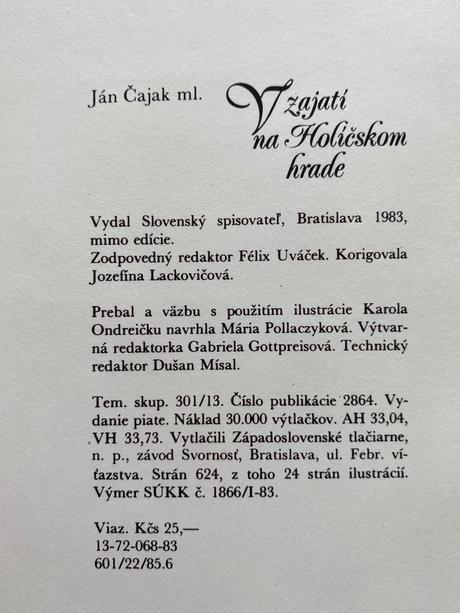 Ján Čajak ml.
V zajatí
na Holíčskom
hrade
Vydal Slovenský spisovateľ, Bratislava 1983,
mimo edície.
Zodpovedný redaktor Félix Uváček. Korigovala
Jozefína Lackovičová.
Prebal a väzbu s použitím ilustrácie Karola
Ondreičku navrhla Mária Pollaczyková. Výtvar-
ná redaktorka Gabriela Gottpreisová. Technický
redaktor Dušan Mísal.
Tem. skup. 301/13. Číslo publikácie 2864. Vy-
danie piate. Náklad 30.000 výtlačkov. AH 33,04,
VH 33,73. Vytlačili Západoslovenské tlačiarne,
n. p., závod Svornosť, Bratislava, ul. Febr. ví-
ťazstva. Strán 624, z toho 24 strán ilustrácií.
Výmer SÚKK č. 1866/I-83.
Viaz. Kčs 25,—
13-72-068-83
601/22/85.6